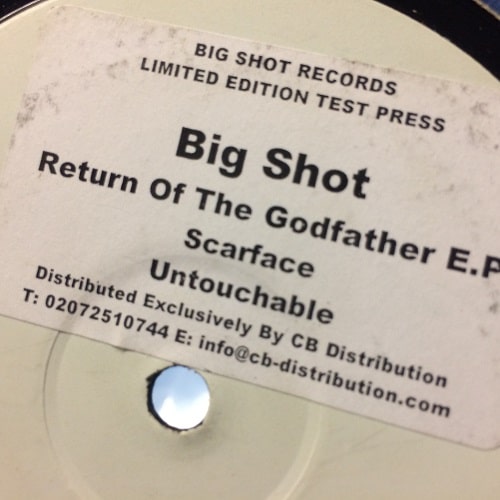 BIG SHOT RECORDS
LIMITED EDITION TEST PRESS
Big Shot
Return Of The Godfather E.P
Scarface
Untouchable
Distributed Exclusively By CB Distribution
T: 02072510744 E: info@cb-distribution.com